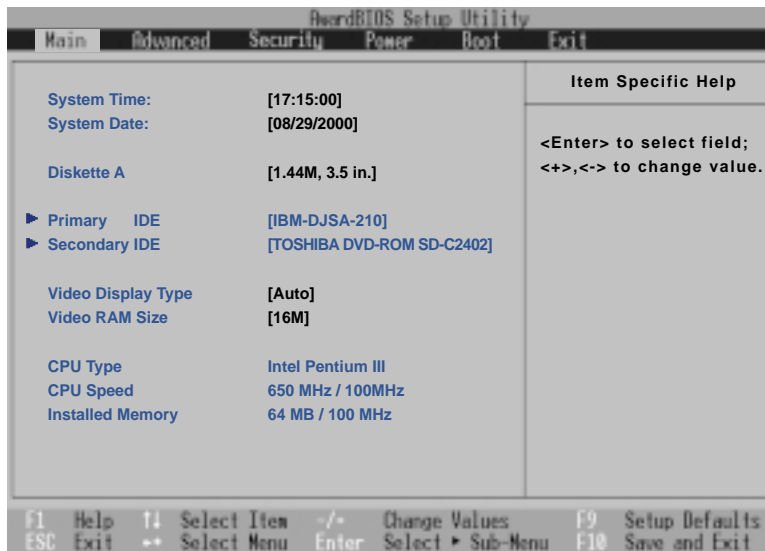 AwardBIOS Setup Utility
Main Advanced Security Power Boot Exit
Item Specific Help
System Time: [17:15:00]
System Date: [08/29/2000]
<Enter> to select field;
<+>,<-> to change value.
Diskette A [1.44M, 3.5 in.]
Primary IDE [IBM-DJSA-210]
Secondary IDE [TOSHIBA DVD-ROM SD-C2402]
Video Display Type [Auto]
Video RAM Size [16M]
CPU Type Intel Pentium III
CPU Speed 650 MHz / 100MHz
Installed Memory 64 MB / 100 MHz
F1 Help ↑↓ Select Item -/+ Change Values F9 Setup Defaults
ESC Exit ←→ Select Menu Enter Select ► Sub-Menu F10 Save and Exit